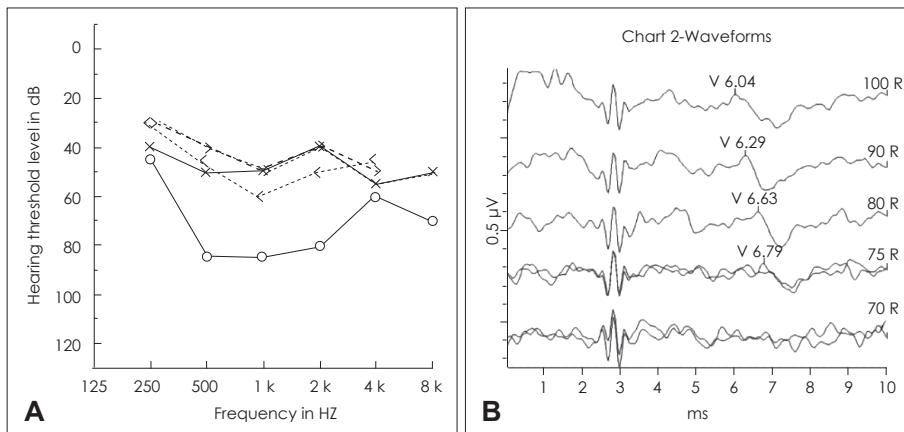 0
20
40
60
80
100
120
Hearing threshold level in dB
125 250 500 1 k 2 k 4 k 8 k
Frequency in HZ
A
Chart 2-Waveforms
V 6.04
100 R
V 6.29
90 R
V 6.63
80 R
V 6.79
75 R
70 R
0.5 µV
1 2 3 4 5 6 7 8 9 10
ms
B